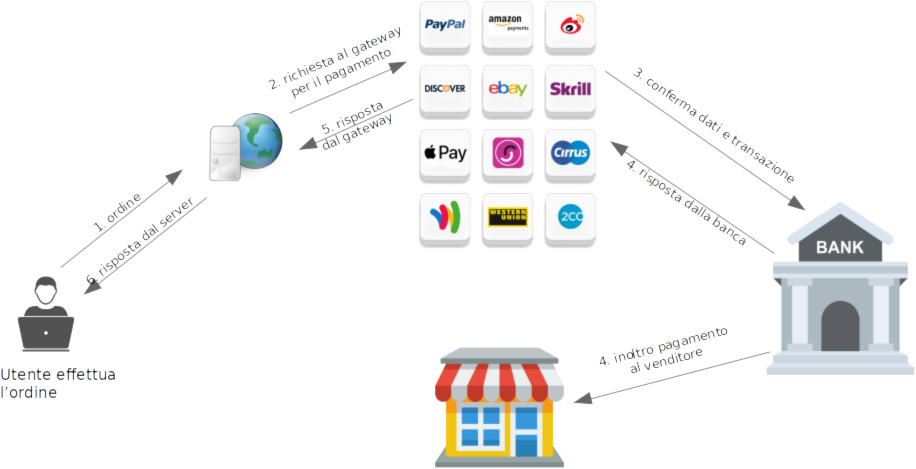 PayPal
amazon
payments
2. richiesta al gateway
per il pagamento
DISCOVER
ebay
Skrill
3. conferma dati e transazione
5. risposta
dal gateway
Pay
Cirrus
4. risposta dalla banca
1. ordine
6. risposta dal server
WESTERN
UNION
2CO
BANK
4. inoltro pagamento
al venditore
Utente effettua
l'ordine